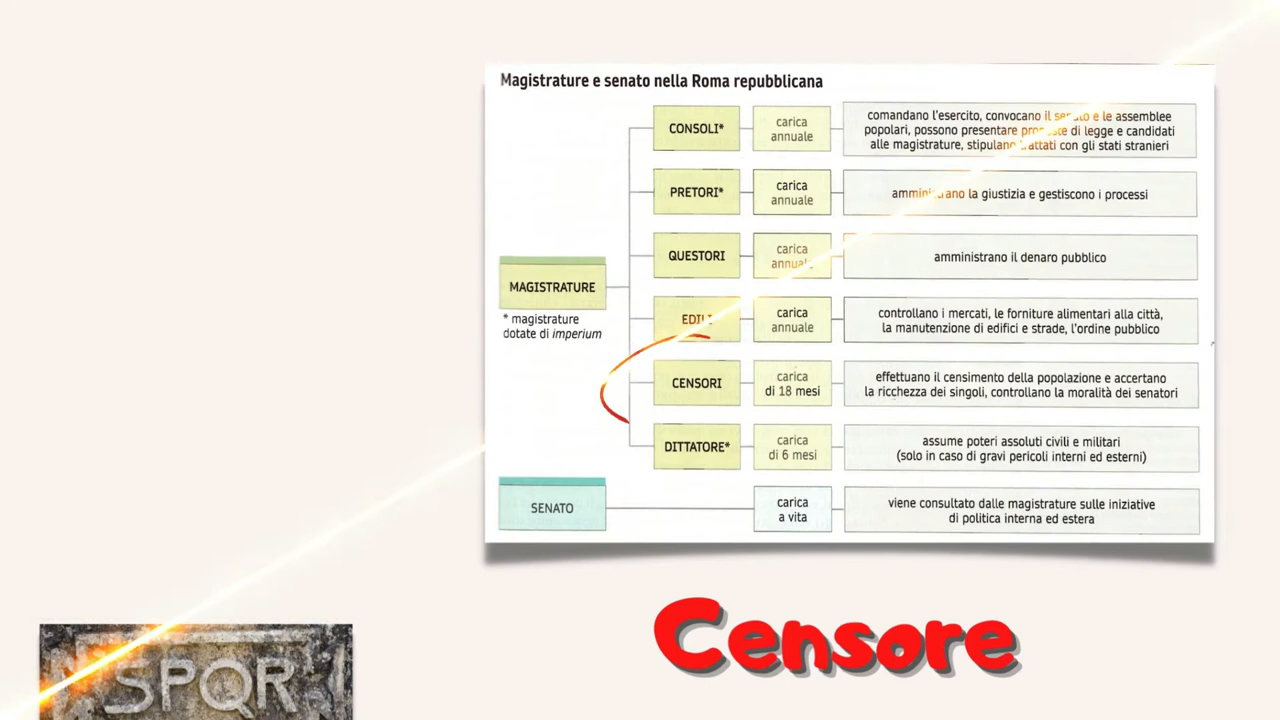 Magistrature e senato nella Roma repubblicana
CONSOLI*
carica
annuale
comandano l'esercito, convocano il senato e le assemblee
popolari, possono presentare proposte di legge e candidati
alle magistrature, stipulano trattati con gli stati stranieri
PRETORI*
carica
annuale
amministrano la giustizia e gestiscono i processi
QUESTORI
carica
annuale
amministrano il denaro pubblico
MAGISTRATURE
* magistrature
dotate di imperium
EDILI
carica
annuale
controllano i mercati, le forniture alimentari alla città,
la manutenzione di edifici e strade, l'ordine pubblico
CENSORI
carica
di 18 mesi
effettuano il censimento della popolazione e accertano
la ricchezza dei singoli, controllano la moralità dei senatori
DITTATORE*
carica
di 6 mesi
assume poteri assoluti civili e militari
(solo in caso di gravi pericoli interni ed esterni)
SENATO
carica
a vita
viene consultato dalle magistrature sulle iniziative
di politica interna ed estera
Censore
SPQR